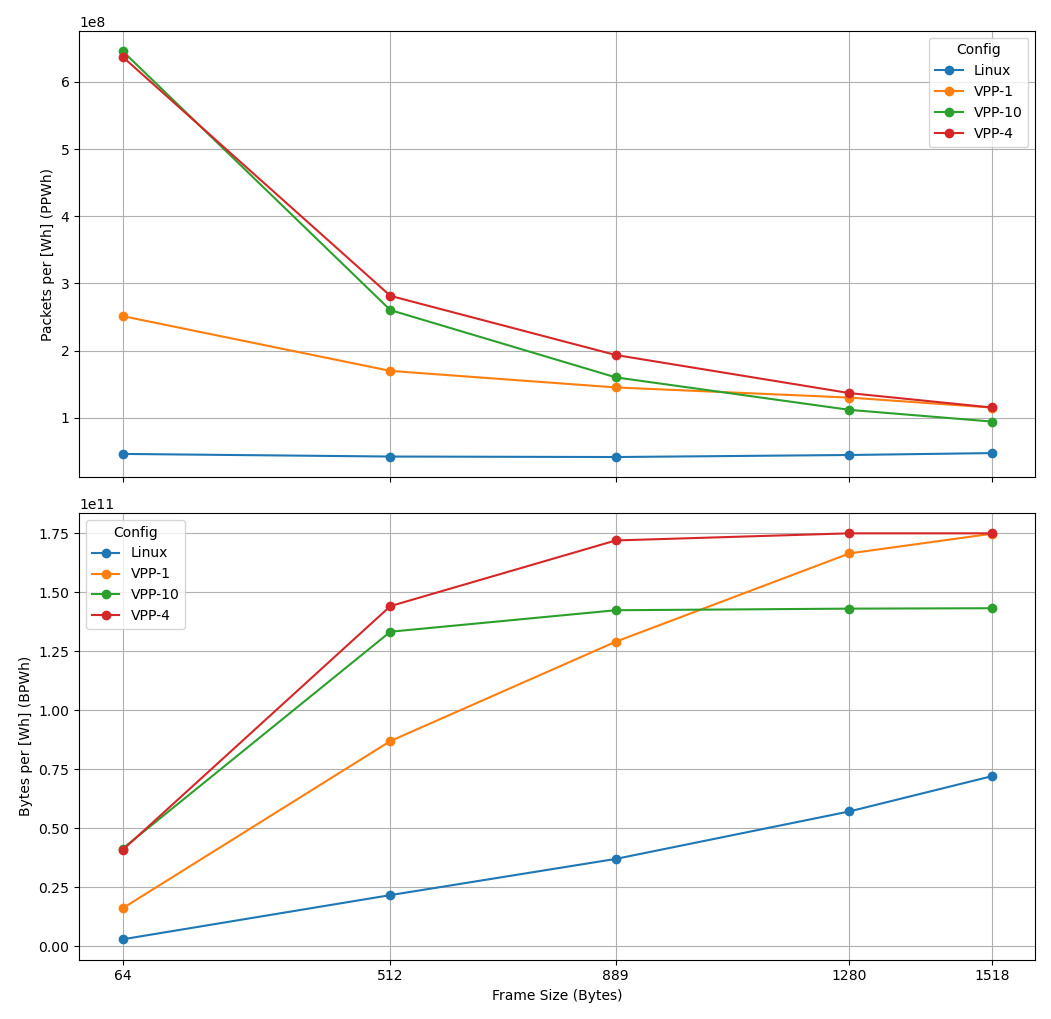 1e8
Packets per [Wh] (PPWh)
6
5
4
3
2
1
Config
Linux
VPP-1
VPP-10
VPP-4
1e11
Bytes per [Wh] (BPWh)
1.75
1.50
1.25
1.00
0.75
0.50
0.25
0.00
Config
Linux
VPP-1
VPP-10
VPP-4
64 512 889 1280 1518
Frame Size (Bytes)